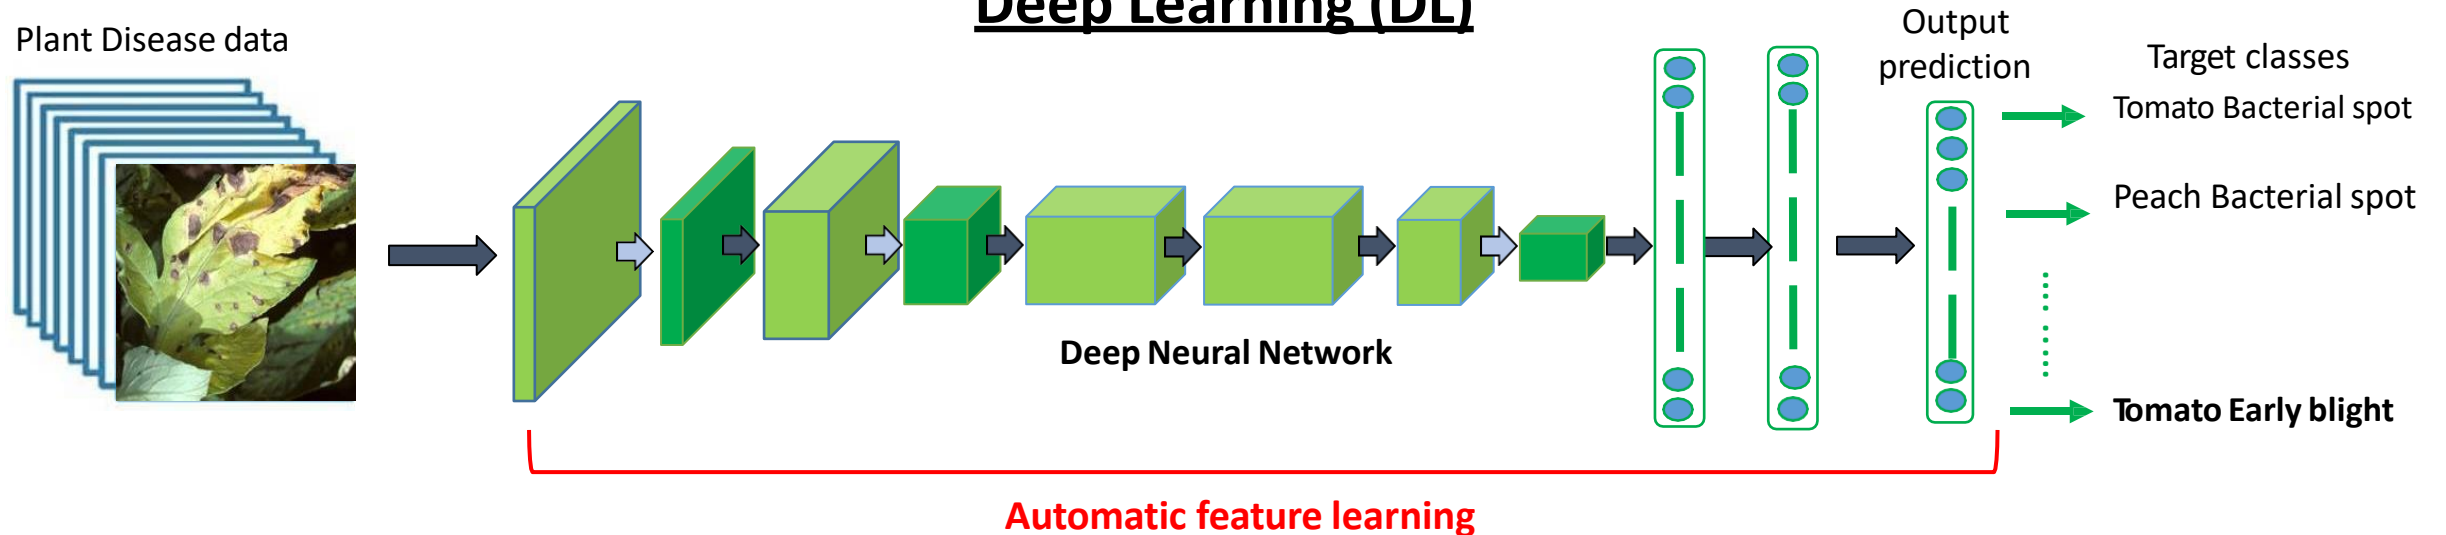 Deep Learning (DL)
Plant Disease data
Output
prediction
Target classes
Tomato Bacterial spot
Peach Bacterial spot
Deep Neural Network
Tomato Early blight
Automatic feature learning